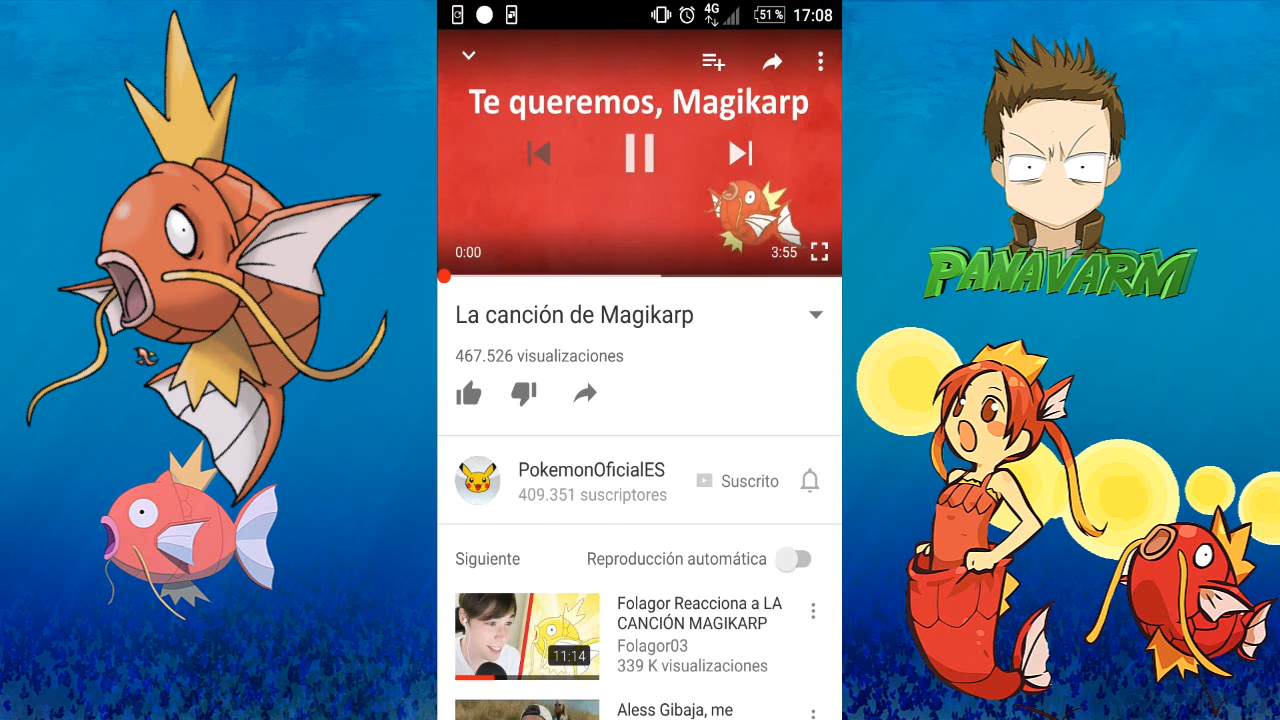 4G
51 %
17:08
Te queremos, Magikarp
0:00
3:55
La canción de Magikarp
467.526 visualizaciones
PokemonOficialES
Suscrito
409.351 suscriptores
Siguiente
Reproducción automática
Folagor Reacciona a LA
CANCIÓN MAGIKARP
Folagor03
339 K visualizaciones
11:14
Aless Gibaja, me
PANAVARM